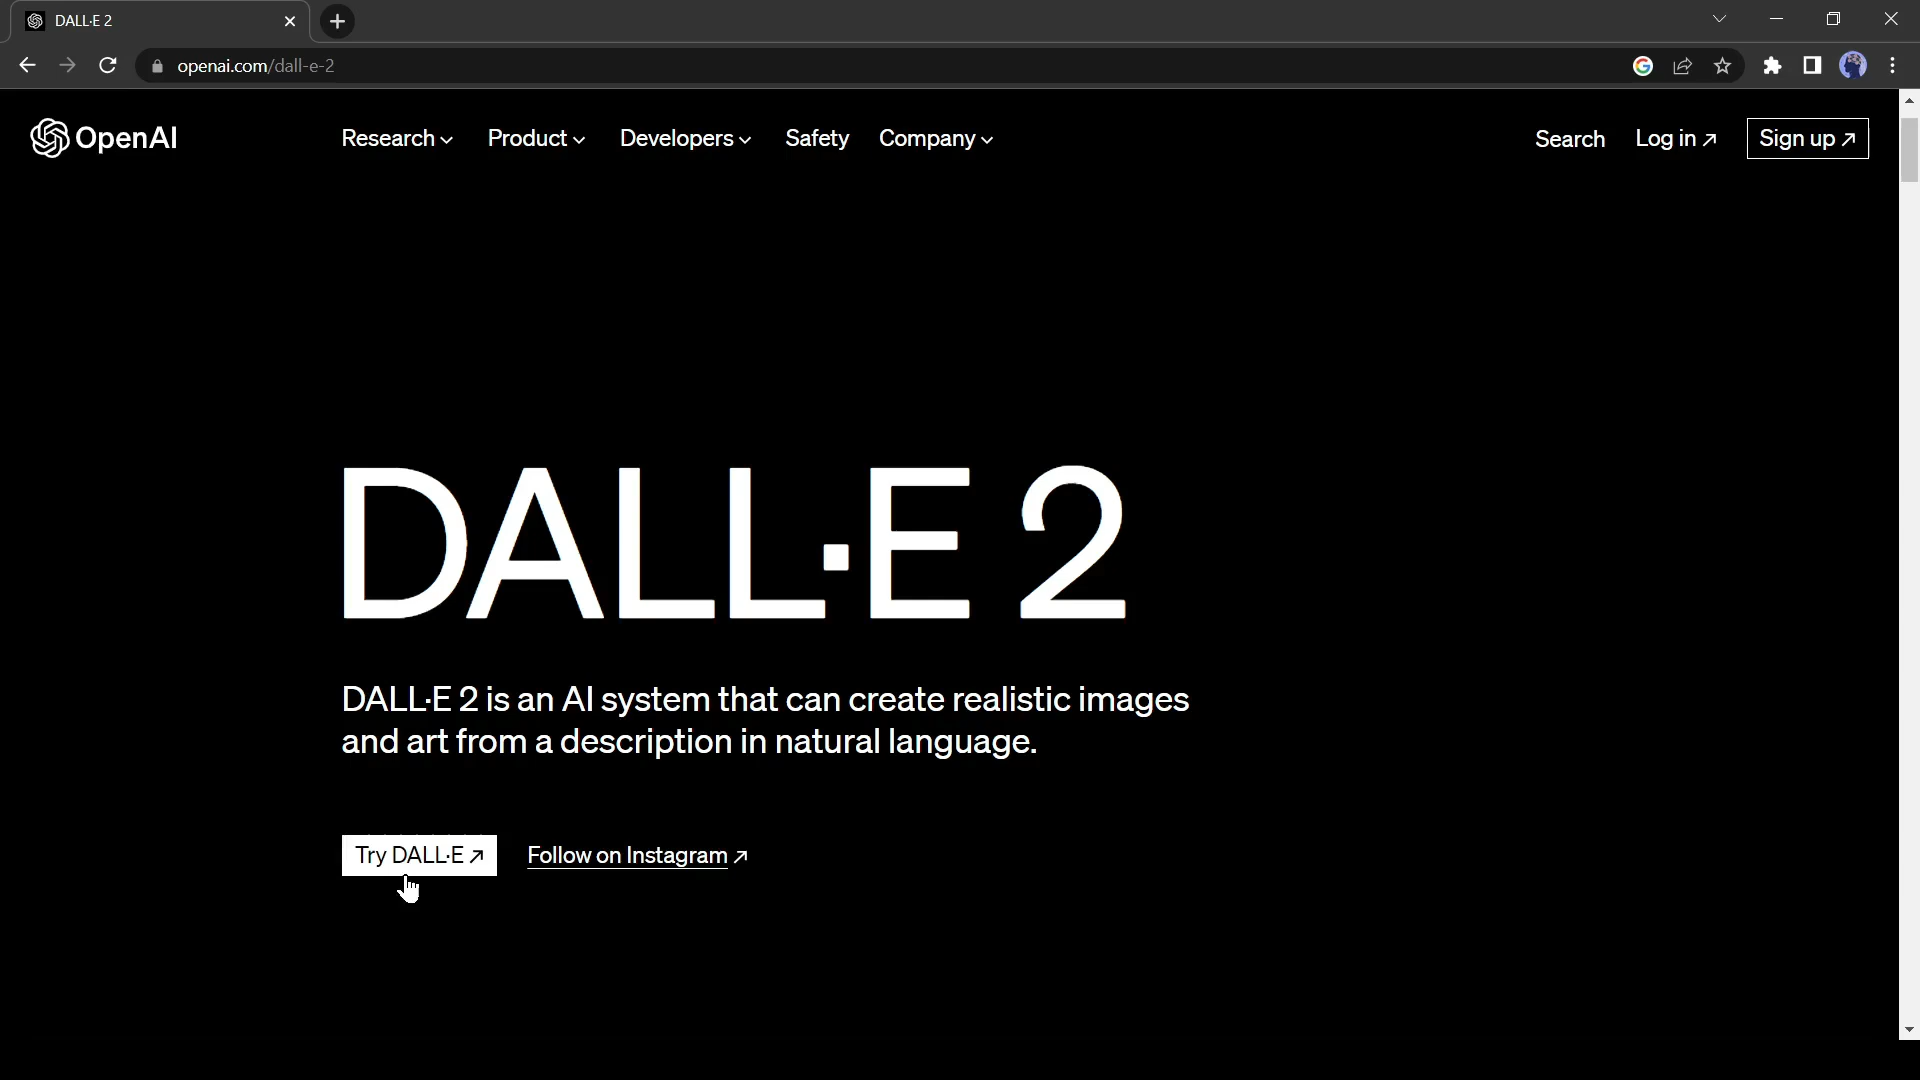 DALL·E 2
openai.com/dall-e-2
OpenAI
Research
Product
Developers
Safety
Company
Search
Log in
Sign up
DALL·E 2
DALL·E 2 is an AI system that can create realistic images
and art from a description in natural language.
Try DALL·E
Follow on Instagram